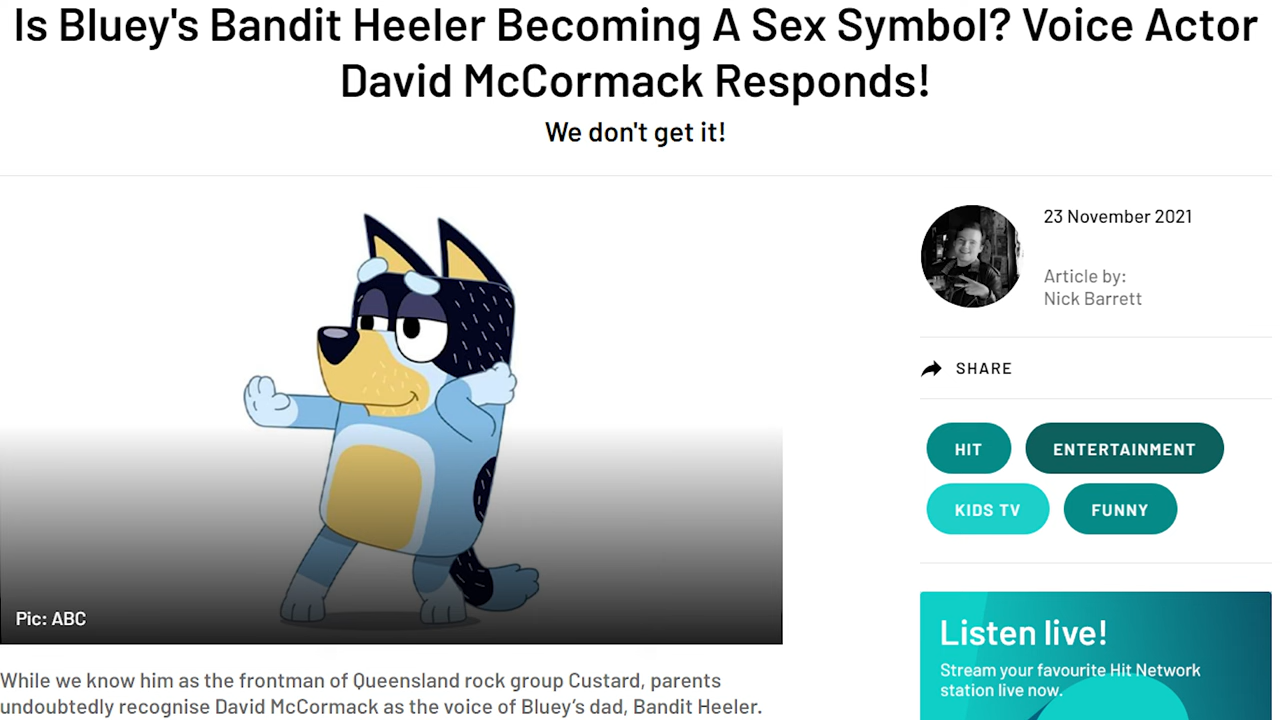 Is Bluey's Bandit Heeler Becoming A Sex Symbol? Voice Actor
David McCormack Responds!
We don't get it!
23 November 2021
Article by:
Nick Barrett
SHARE
HIT
ENTERTAINMENT
KIDS TV
FUNNY
Pic: ABC
Listen live!
Stream your favourite Hit Network
station live now.
While we know him as the frontman of Queensland rock group Custard, parents
undoubtedly recognise David McCormack as the voice of Bluey’s dad, Bandit Heeler.